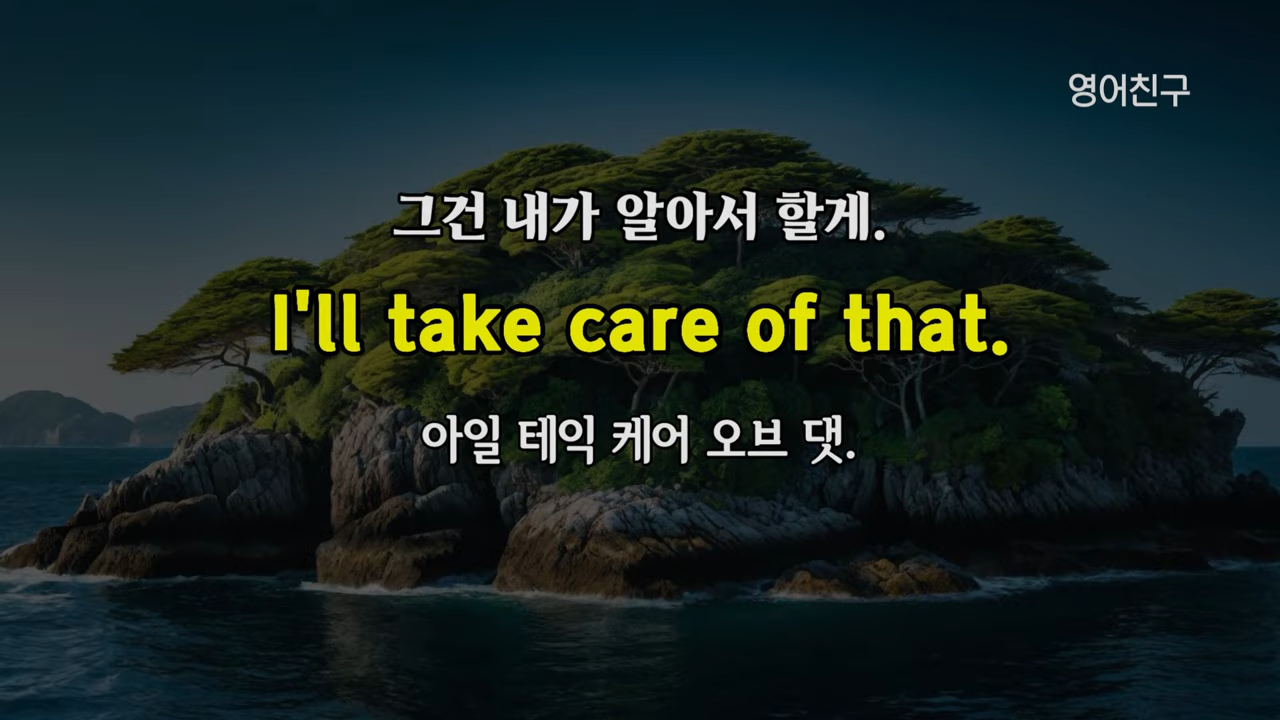 영어친구
그건 내가 알아서 할게.
I'll take care of that.
아일 테익 케어 오브 댓.